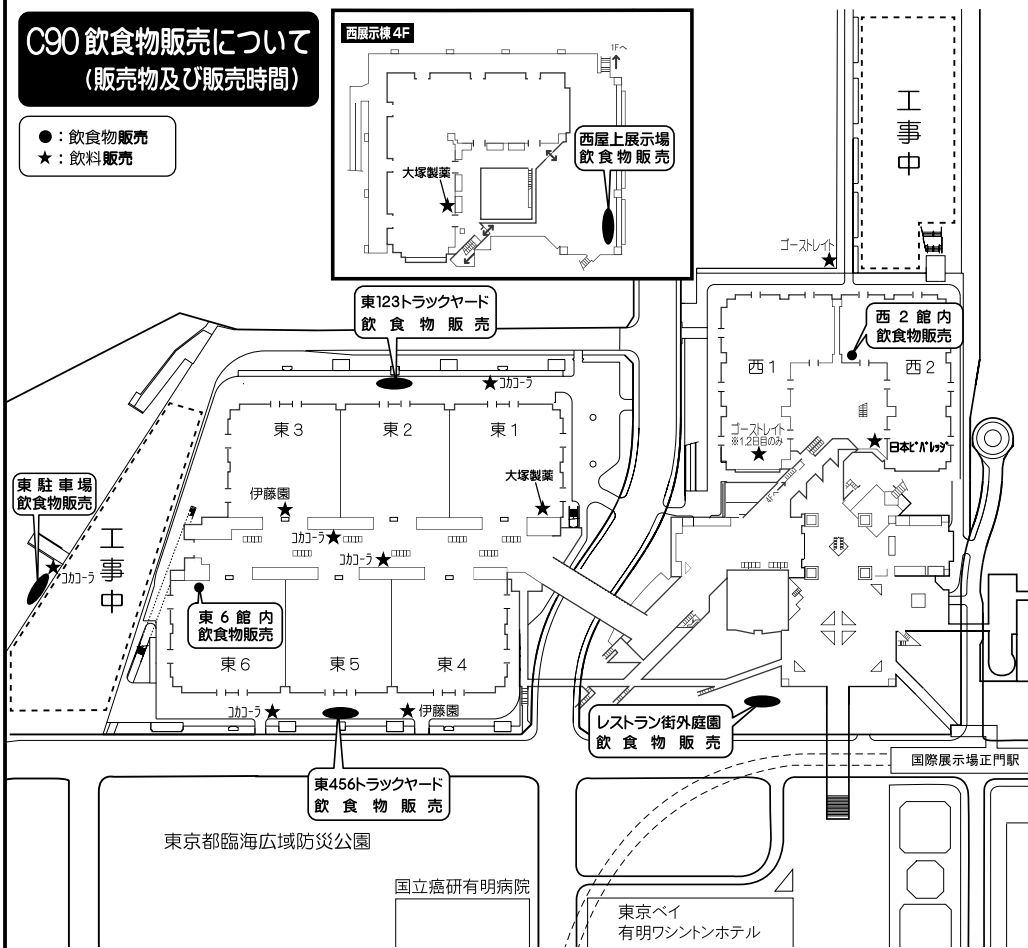 C90 飲食物販売について
(販売物及び販売時間)
●：飲食物販売
★：飲料販売
西展示棟4F
1Fへ
西屋上展示場
飲食物販売
大塚製薬
工事中
ゴーストレイト
東123トラックヤード
飲食物販売
西2館内
飲食物販売
コカコーラ
西1
西2
東3
東2
東1
ゴーストレイト
※1,2日目のみ
日本ビバレッジ
大塚製薬
4Fへ
東駐車場
飲食物販売
伊藤園
コカコーラ
コカコーラ
コカコーラ
工事中
東6館内
飲食物販売
東6
東5
東4
コカコーラ
伊藤園
レストラン街外庭園
飲食物販売
国際展示場正門駅
東456トラックヤード
飲食物販売
東京都臨海広域防災公園
国立癌研有明病院
東京ベイ
有明ワシントンホテル